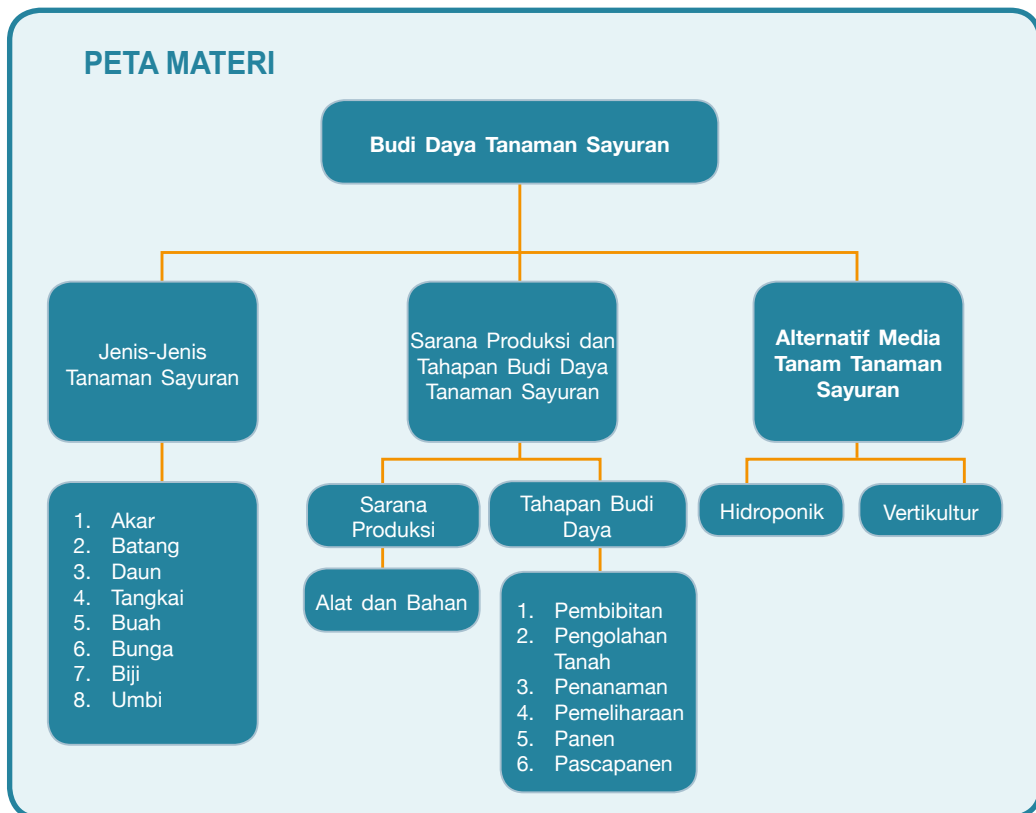 PETA MATERI
Budi Daya Tanaman Sayuran
Jenis-Jenis
Tanaman Sayuran
1. Akar
2. Batang
3. Daun
4. Tangkai
5. Buah
6. Bunga
7. Biji
8. Umbi
Sarana Produksi dan
Tahapan Budi Daya
Tanaman Sayuran
Sarana
Produksi
Alat dan Bahan
Tahapan Budi
Daya
1. Pembibitan
2. Pengolahan
Tanah
3. Penanaman
4. Pemeliharaan
5. Panen
6. Pascapanen
Alternatif Media
Tanam Tanaman
Sayuran
Hidroponik
Vertikultur